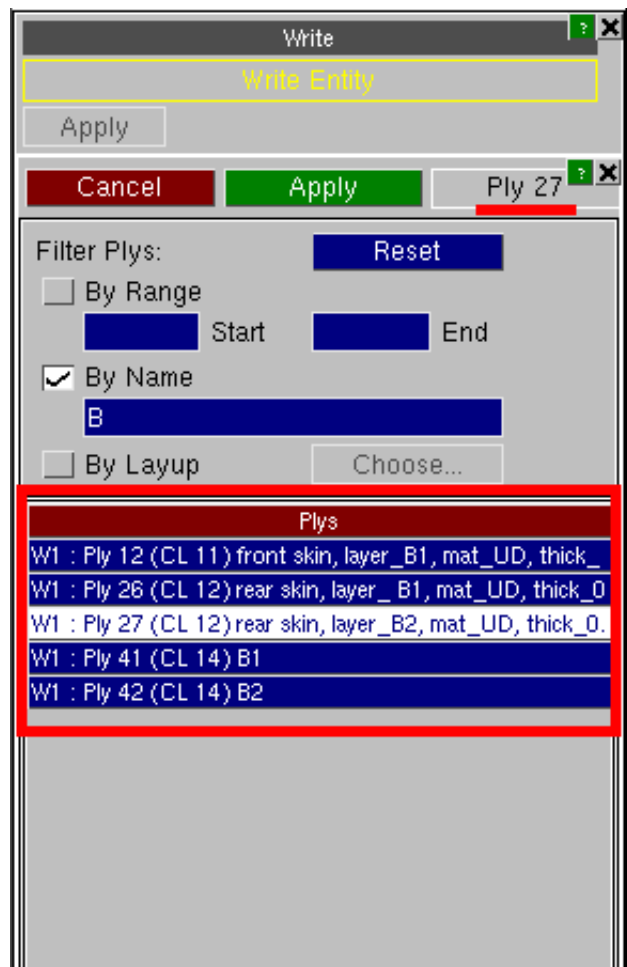 Write
?
Write Entity
Apply
Cancel Apply Ply 27
?
Filter Plys: Reset
By Range
Start End
By Name
B
By Layup Choose...
Plys
W1 : Ply 12 (CL 11) front skin, layer_B1, mat_UD, thick_
W1 : Ply 26 (CL 12) rear skin, layer_ B1, mat_UD, thick_0
W1 : Ply 27 (CL 12) rear skin, layer_B2, mat_UD, thick_0.
W1 : Ply 41 (CL 14) B1
W1 : Ply 42 (CL 14) B2